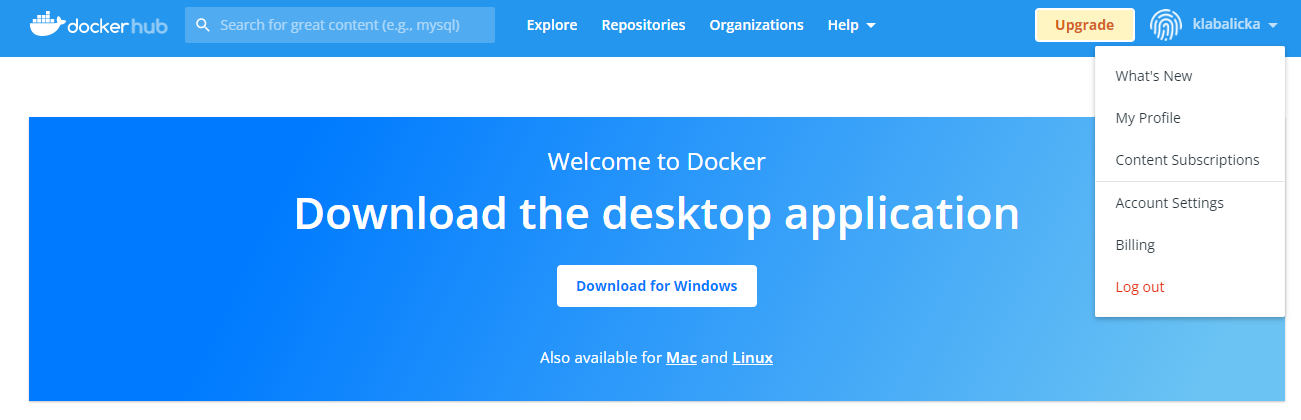 docker hub Search for great content (e.g., mysql) Explore Repositories Organizations Help Upgrade klabalicka
What's New
My Profile
Content Subscriptions
Account Settings
Billing
Log out
Welcome to Docker
Download the desktop application
Download for Windows
Also available for Mac and Linux